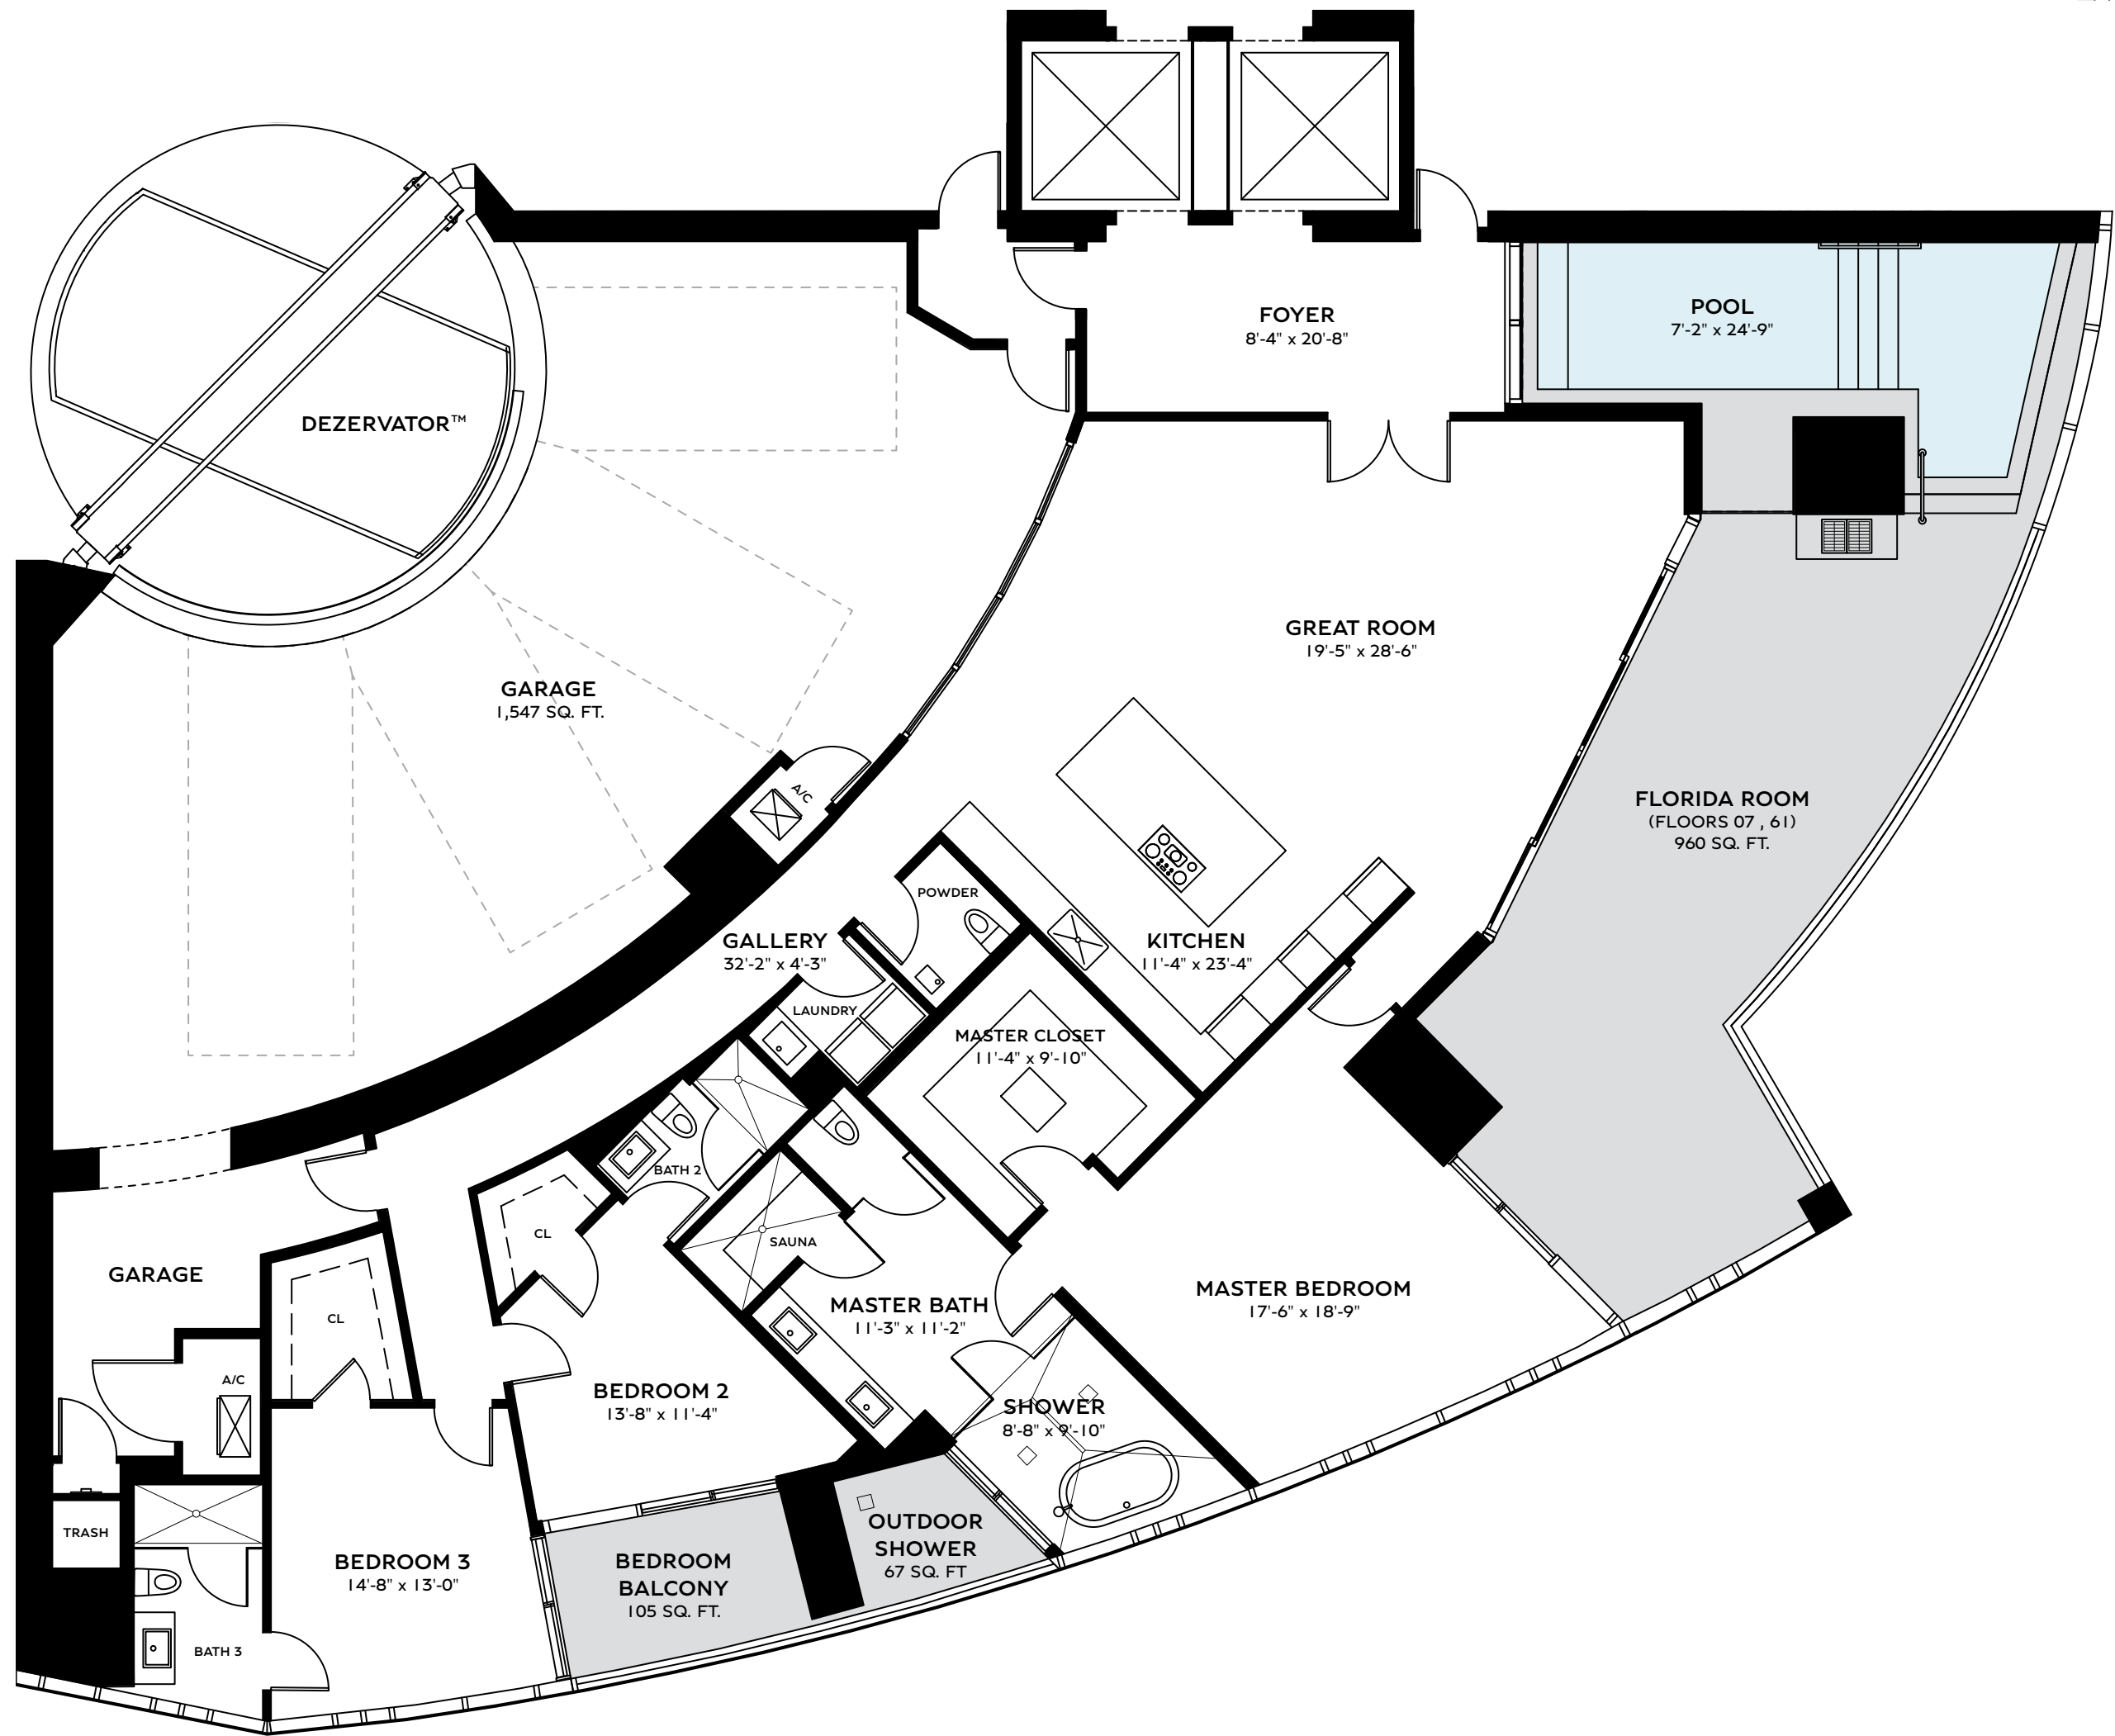 FOYER
8'-4" x 20'-8"
POOL
7'-2" x 24'-9"
DEZERVATOR™
GREAT ROOM
19'-5" x 28'-6"
GARAGE
1,547 SQ. FT.
A/C
FLORIDA ROOM
(FLOORS 07 , 61)
960 SQ. FT.
POWDER
GALLERY
32'-2" x 4'-3"
KITCHEN
11'-4" x 23'-4"
LAUNDRY
MASTER CLOSET
11'-4" x 9'-10"
BATH 2
CL
SAUNA
GARAGE
CL
MASTER BATH
11'-3" x 11'-2"
MASTER BEDROOM
17'-6" x 18'-9"
A/C
BEDROOM 2
13'-8" x 11'-4"
SHOWER
8'-8" x 9'-10"
TRASH
OUTDOOR
SHOWER
67 SQ. FT
BEDROOM 3
14'-8" x 13'-0"
BEDROOM
BALCONY
105 SQ. FT.
BATH 3